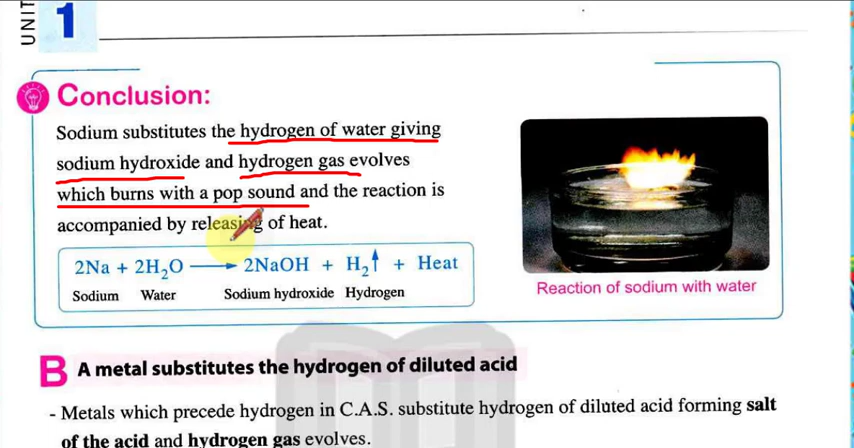 UNIT
1
Conclusion:
Sodium substitutes the hydrogen of water giving
sodium hydroxide and hydrogen gas evolves
which burns with a pop sound and the reaction is
accompanied by releasing of heat.
2Na + 2H₂O → 2NaOH + H₂↑ + Heat
Sodium Water Sodium hydroxide Hydrogen
Reaction of sodium with water
B A metal substitutes the hydrogen of diluted acid
- Metals which precede hydrogen in C.A.S. substitute hydrogen of diluted acid forming salt
of the acid and hydrogen gas evolves.